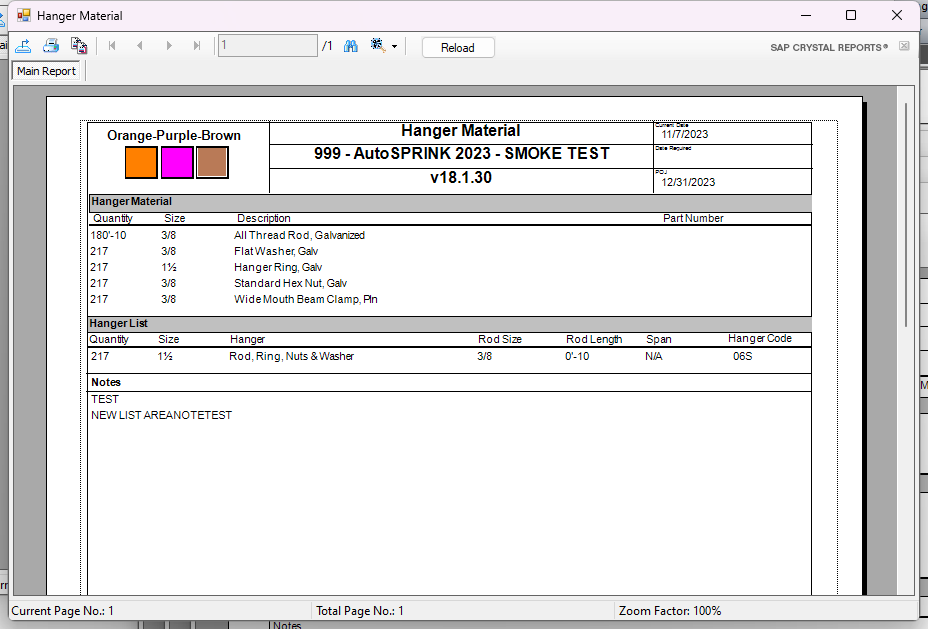 Hanger Material
1 /1 Reload SAP CRYSTAL REPORTS®
Main Report
Orange-Purple-Brown
Hanger Material
999 - AutoSPRINK 2023 - SMOKE TEST
v18.1.30
Current Date
11/7/2023
Date Required
POJ
12/31/2023
Hanger Material
Quantity Size Description Part Number
180'-10 3/8 All Thread Rod, Galvanized
217 3/8 Flat Washer, Galv
217 1½ Hanger Ring, Galv
217 3/8 Standard Hex Nut, Galv
217 3/8 Wide Mouth Beam Clamp, Pln
Hanger List
Quantity Size Hanger Rod Size Rod Length Span Hanger Code
217 1½ Rod, Ring, Nuts & Washer 3/8 0'-10 N/A 06S
Notes
TEST
NEW LIST AREANOTETEST
Current Page No.: 1 Total Page No.: 1 Zoom Factor: 100%
Notes